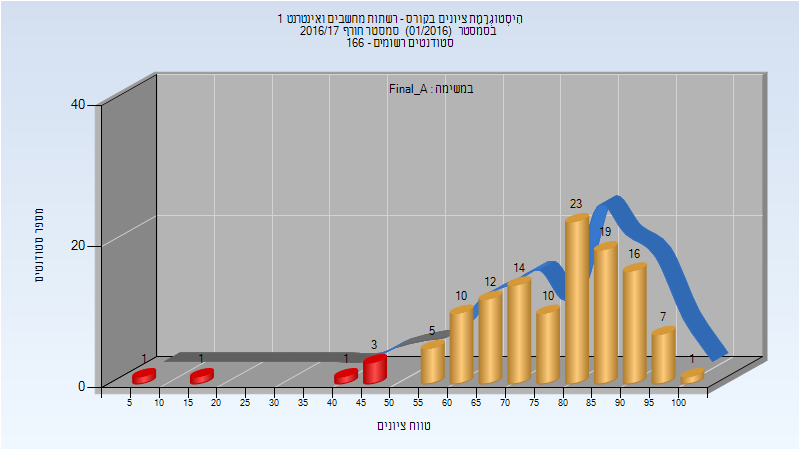 היסטוגרמת ציונים בקורס - רשתות מחשבים ואינטרנט 1
בסמסטר (01/2016) סמסטר חורף 2016/17
סטודנטים רשומים - 166
במשימה : Final_A
מספר סטודנטים
40
20
0
1 1 1 3 5 10 12 14 10 23 19 16 7 1
5 10 15 20 25 30 35 40 45 50 55 60 65 70 75 80 85 90 95 100
טווח ציונים